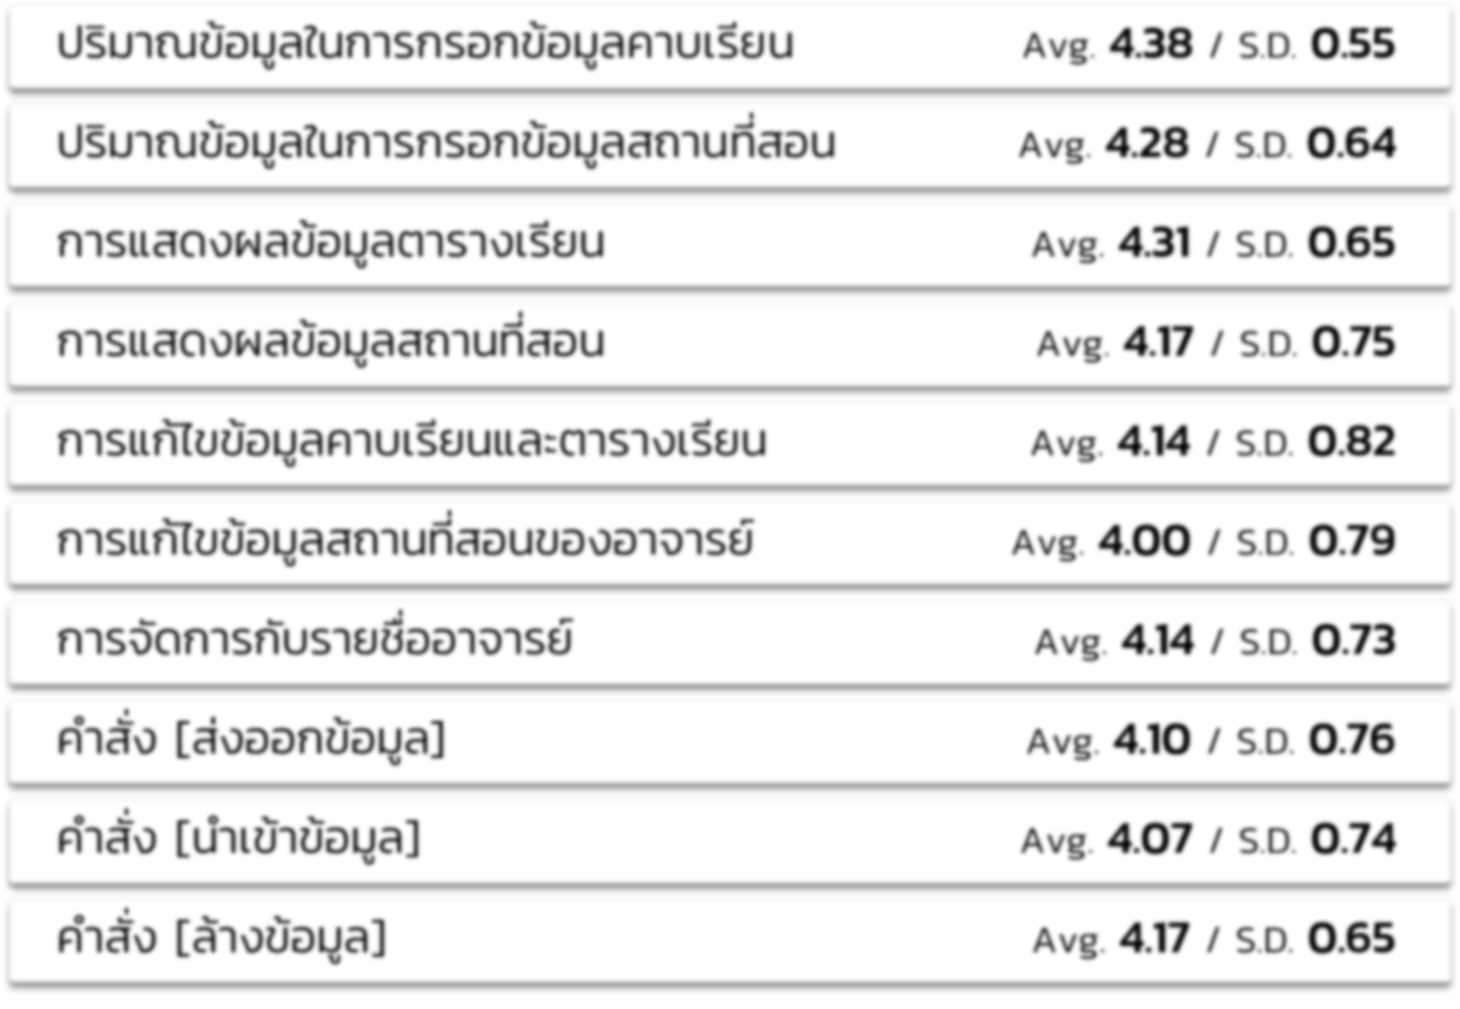 ปริมาณข้อมูลในการกรอกข้อมูลคาบเรียน Avg. 4.38 / S.D. 0.55
ปริมาณข้อมูลในการกรอกข้อมูลสถานที่สอน Avg. 4.28 / S.D. 0.64
การแสดงผลข้อมูลตารางเรียน Avg. 4.31 / S.D. 0.65
การแสดงผลข้อมูลสถานที่สอน Avg. 4.17 / S.D. 0.75
การแก้ไขข้อมูลคาบเรียนและตารางเรียน Avg. 4.14 / S.D. 0.82
การแก้ไขข้อมูลสถานที่สอนของอาจารย์ Avg. 4.00 / S.D. 0.79
การจัดการกับรายชื่ออาจารย์ Avg. 4.14 / S.D. 0.73
คำสั่ง [ส่งออกข้อมูล] Avg. 4.10 / S.D. 0.76
คำสั่ง [นำเข้าข้อมูล] Avg. 4.07 / S.D. 0.74
คำสั่ง [ล้างข้อมูล] Avg. 4.17 / S.D. 0.65